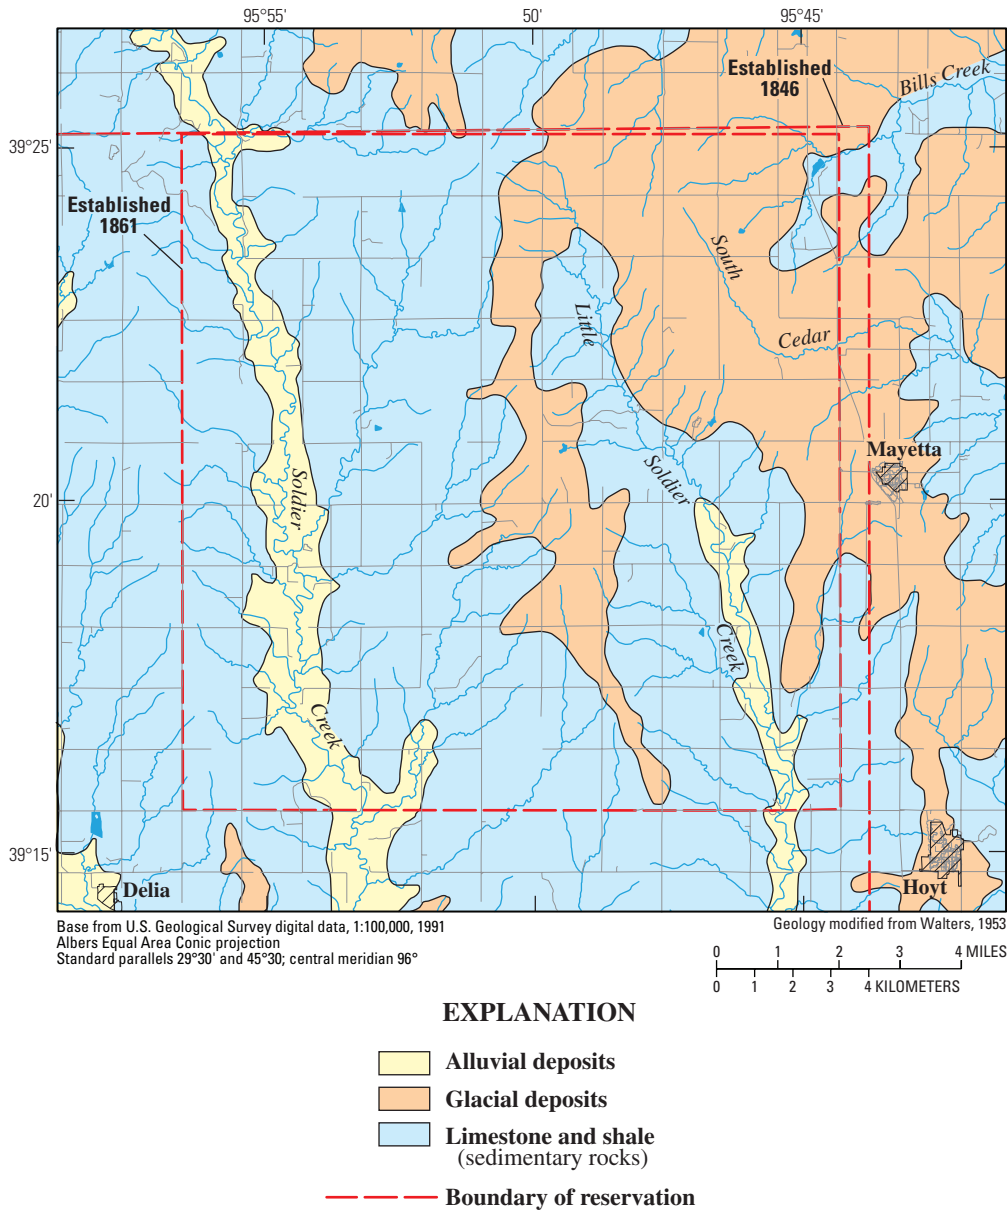 95°55'
50'
95°45'
Established
1846
Bills Creek
39°25'
Established
1861
South
Little
Cedar
Mayetta
Soldier
Soldier
20'
Creek
Creek
39°15'
Delia
Hoyt
Base from U.S. Geological Survey digital data, 1:100,000, 1991
Albers Equal Area Conic projection
Standard parallels 29°30' and 45°30; central meridian 96°
Geology modified from Walters, 1953
0 1 2 3 4 MILES
0 1 2 3 4 KILOMETERS
EXPLANATION
Alluvial deposits
Glacial deposits
Limestone and shale
(sedimentary rocks)
Boundary of reservation